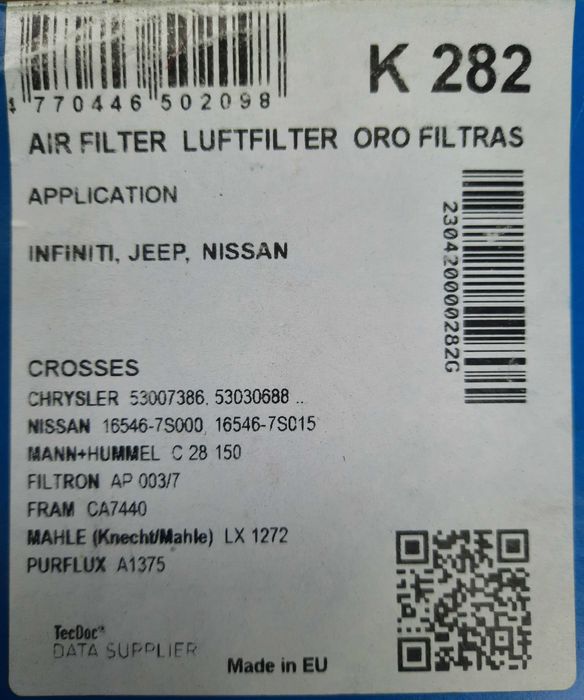 K 282
4 770446 502098
AIR FILTER LUFTFILTER ORO FILTRAS
APPLICATION
230420000282G
INFINITI, JEEP, NISSAN
CROSSES
CHRYSLER 53007386, 53030688 ..
NISSAN 16546-7S000, 16546-7S015
MANN+HUMMEL C 28 150
FILTRON AP 003/7
FRAM CA7440
MAHLE (Knecht/Mahle) LX 1272
PURFLUX A1375
TecDoc®
DATA SUPPLIER
Made in EU